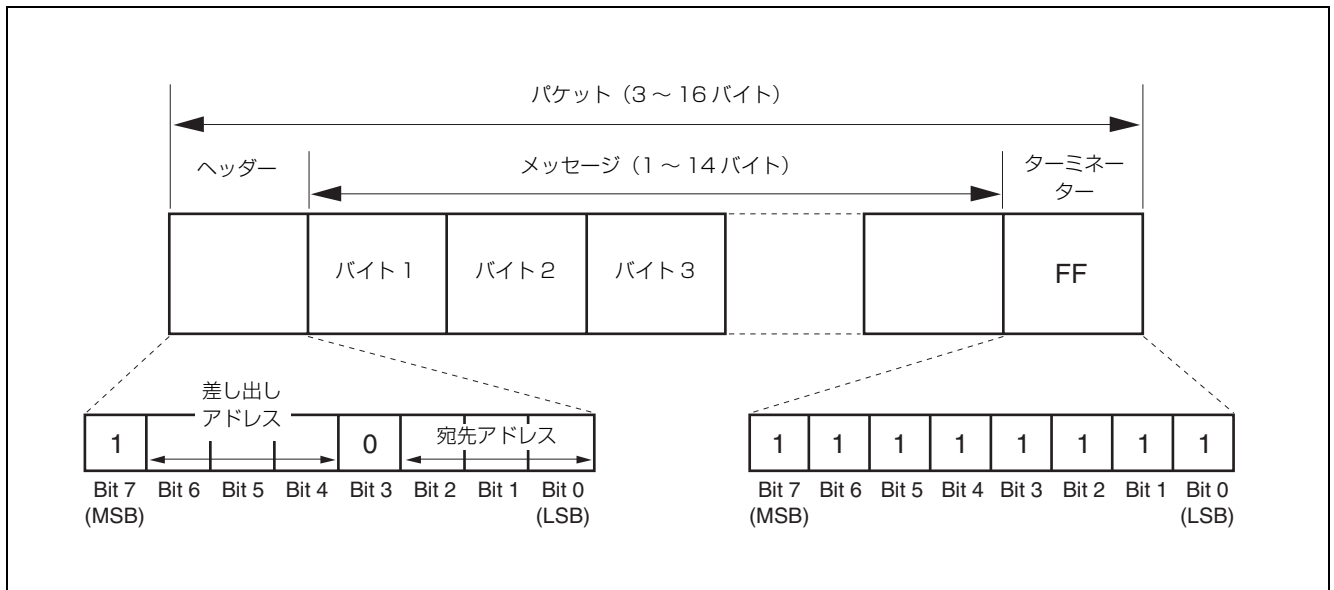 パケット（3 ～ 16 バイト）
ヘッダー
メッセージ（1 ～ 14 バイト）
ターミネー
ター
バイト 1
バイト 2
バイト 3
FF
差し出し
アドレス
1
0
宛先アドレス
Bit 7 Bit 6 Bit 5 Bit 4 Bit 3 Bit 2 Bit 1 Bit 0
(MSB) (LSB)
1 1 1 1 1 1 1 1
Bit 7 Bit 6 Bit 5 Bit 4 Bit 3 Bit 2 Bit 1 Bit 0
(MSB) (LSB)